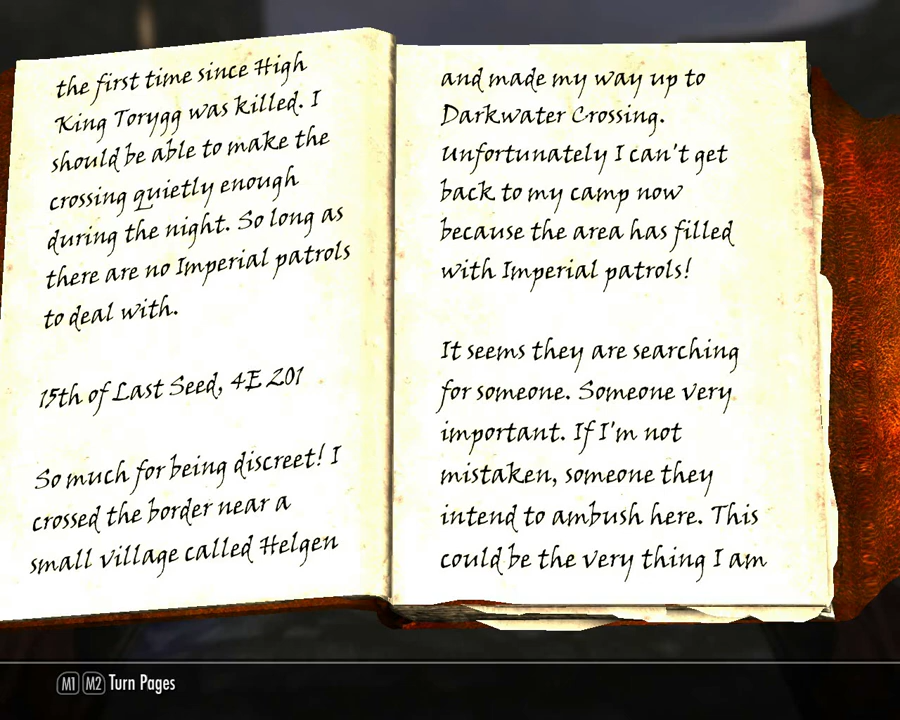 the first time since High
King Torygg was killed. I
should be able to make the
crossing quietly enough
during the night. So long as
there are no Imperial patrols
to deal with.
15th of Last Seed, 4E 201
So much for being discreet! I
crossed the border near a
small village called Helgen
and made my way up to
Darkwater Crossing.
Unfortunately I can't get
back to my camp now
because the area has filled
with Imperial patrols!
It seems they are searching
for someone. Someone very
important. If I'm not
mistaken, someone they
intend to ambush here. This
could be the very thing I am
M1 M2 Turn Pages